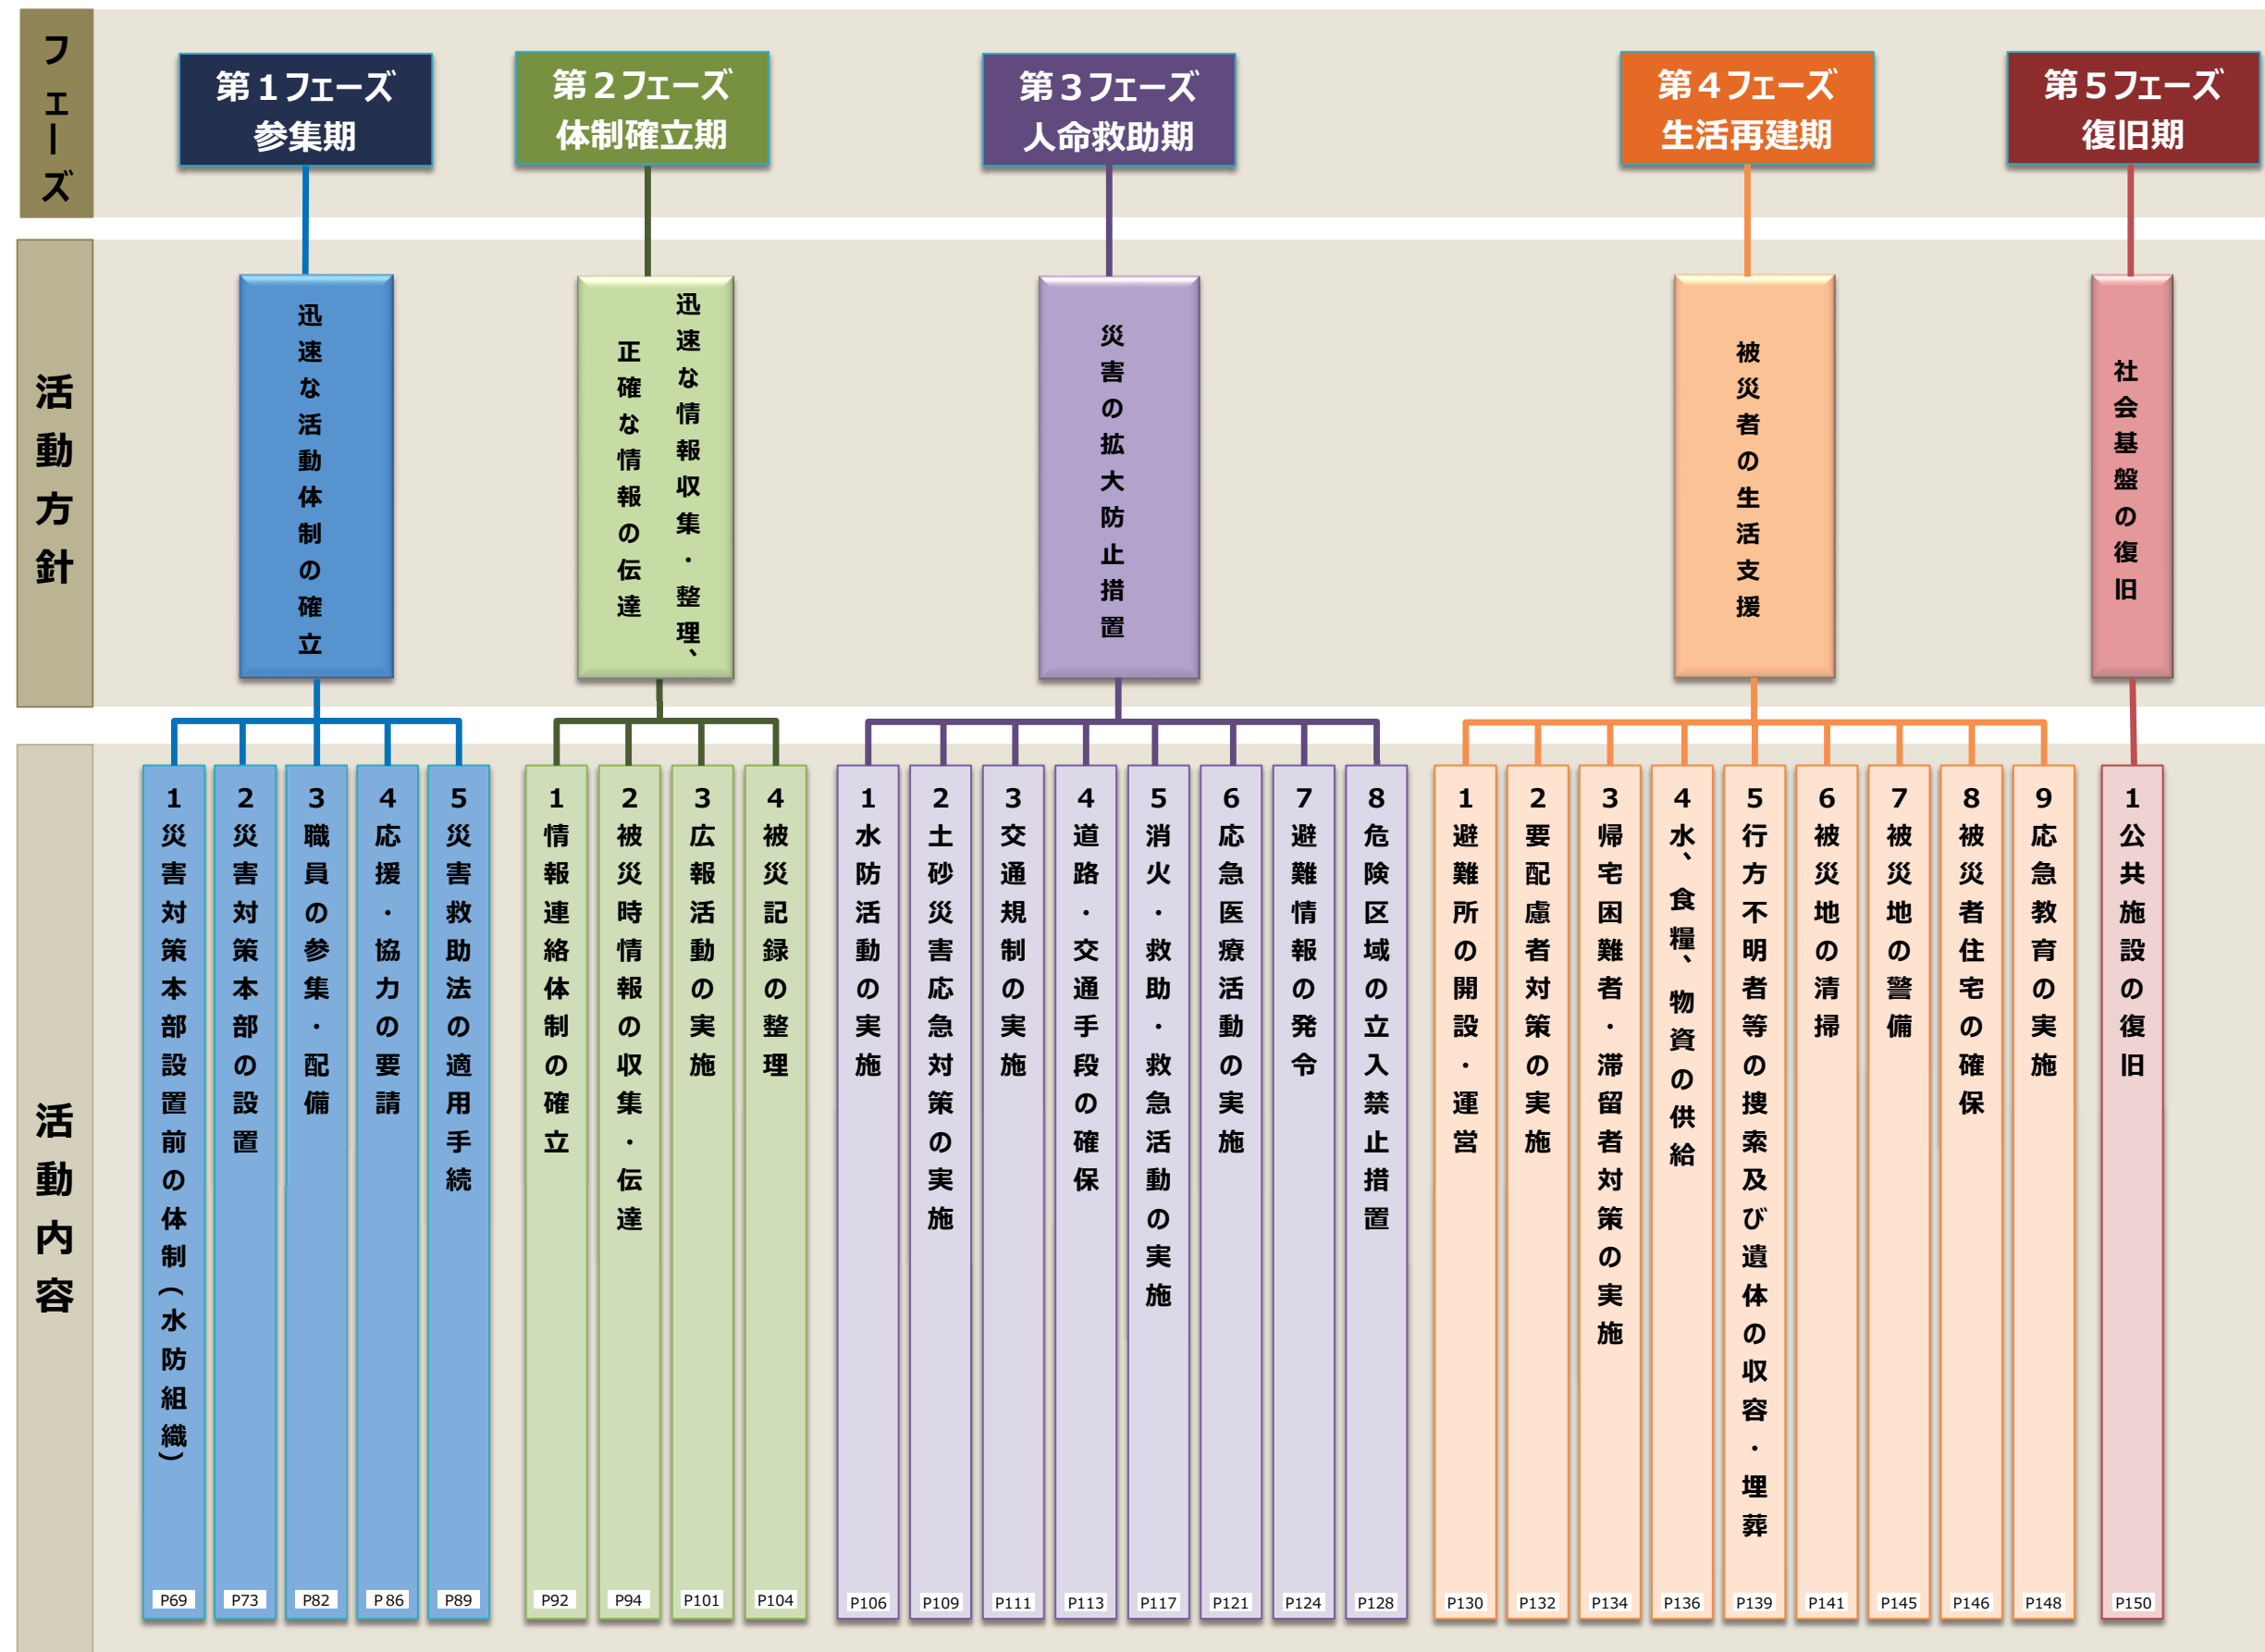 フェーズ
第１フェーズ
参集期
第２フェーズ
体制確立期
第３フェーズ
人命救助期
第４フェーズ
生活再建期
第５フェーズ
復旧期
活動方針
迅速な活動体制の確立
迅速な情報収集・整理、
正確な情報の伝達
災害の拡大防止措置
被災者の生活支援
社会基盤の復旧
活動内容
1災害対策本部設置前の体制（水防組織）
P69
2災害対策本部の設置
P73
3職員の参集・配備
P82
4応援・協力の要請
P86
5災害救助法の適用手続
P89
1情報連絡体制の確立
P92
2被災時情報の収集・伝達
P94
3広報活動の実施
P101
4被災記録の整理
P104
1水防活動の実施
P106
2土砂災害応急対策の実施
P109
3交通規制の実施
P111
4道路・交通手段の確保
P113
5消火・救助・救急活動の実施
P117
6応急医療活動の実施
P121
7避難情報の発令
P124
8危険区域の立入禁止措置
P128
1避難所の開設・運営
P130
2要配慮者対策の実施
P132
3帰宅困難者・滞留者対策の実施
P134
4水、食糧、物資の供給
P136
5行方不明者等の捜索及び遺体の収容・埋葬
P139
6被災地の清掃
P141
7被災地の警備
P145
8被災者住宅の確保
P146
9応急教育の実施
P148
1公共施設の復旧
P150